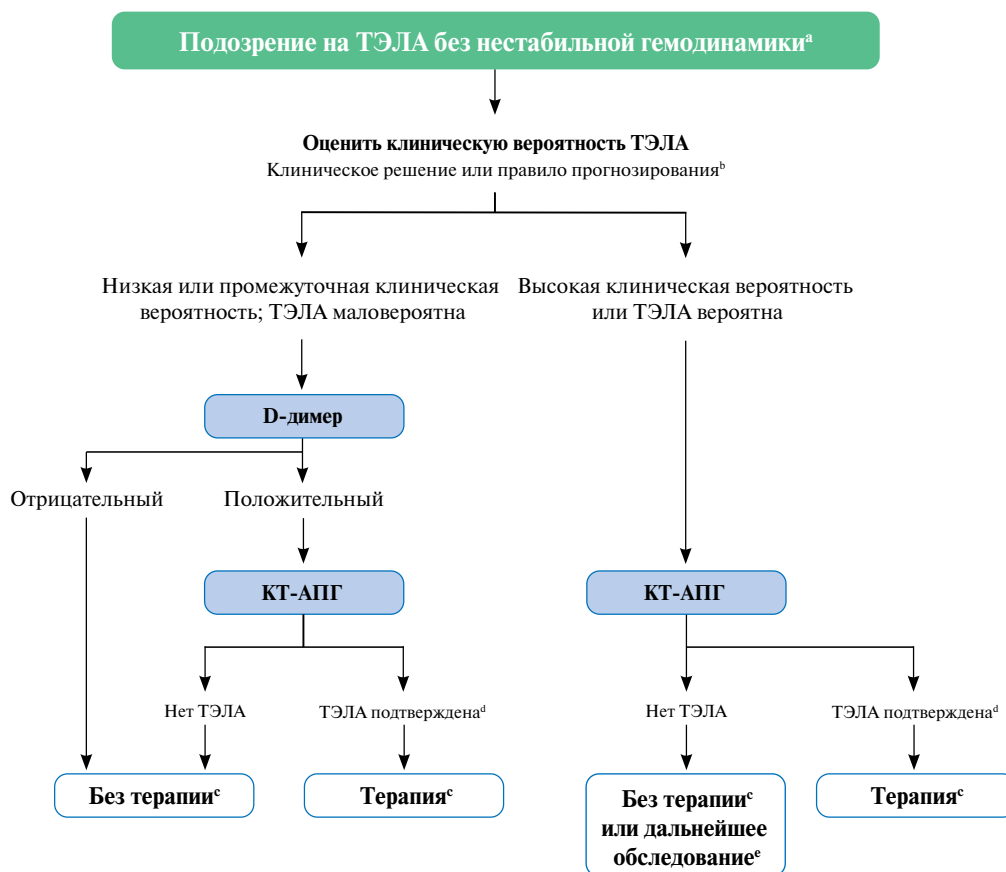 Подозрение на ТЭЛА без нестабильной гемодинамикиᵃ
Оценить клиническую вероятность ТЭЛА
Клиническое решение или правило прогнозированияᵇ
Низкая или промежуточная клиническая
вероятность; ТЭЛА маловероятна
Высокая клиническая вероятность
или ТЭЛА вероятна
D-димер
Отрицательный
Положительный
КТ-АПГ
КТ-АПГ
Нет ТЭЛА
ТЭЛА подтвержденаᵈ
Нет ТЭЛА
ТЭЛА подтвержденаᵈ
Без терапииᶜ
Терапияᶜ
Без терапииᶜ
или дальнейшее
обследованиеᵉ
Терапияᶜ